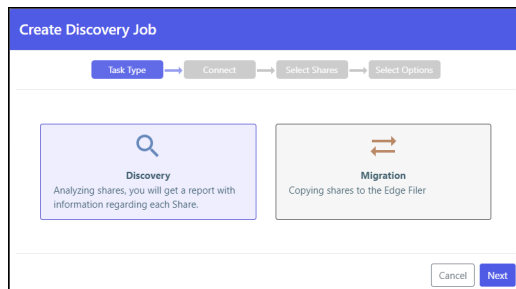 Create Discovery Job
Task Type
Connect
Select Shares
Select Options
Discovery
Analyzing shares, you will get a report with
information regarding each Share.
Migration
Copying shares to the Edge Filer
Cancel
Next